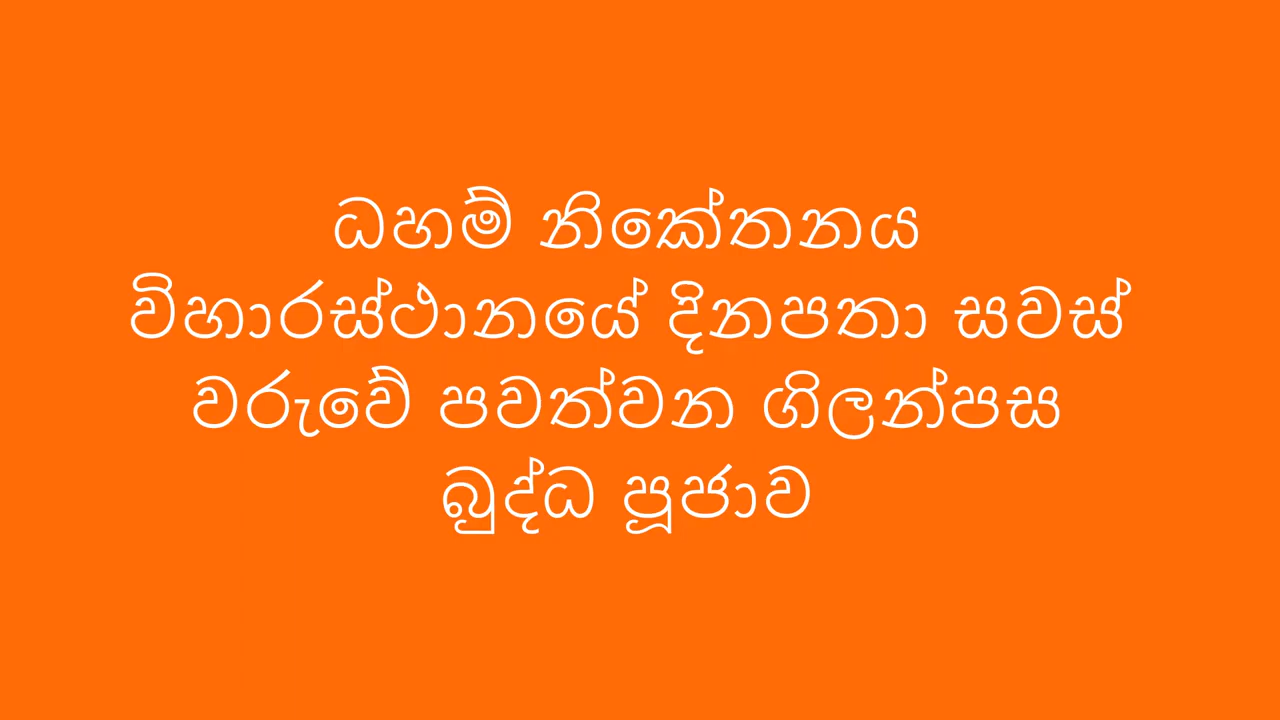 ධහම් නිකේතනය
විහාරස්ථානයේ දිනපතා සවස්
වරුවේ පවත්වන ගිලන්පස
බුද්ධ පූජාව